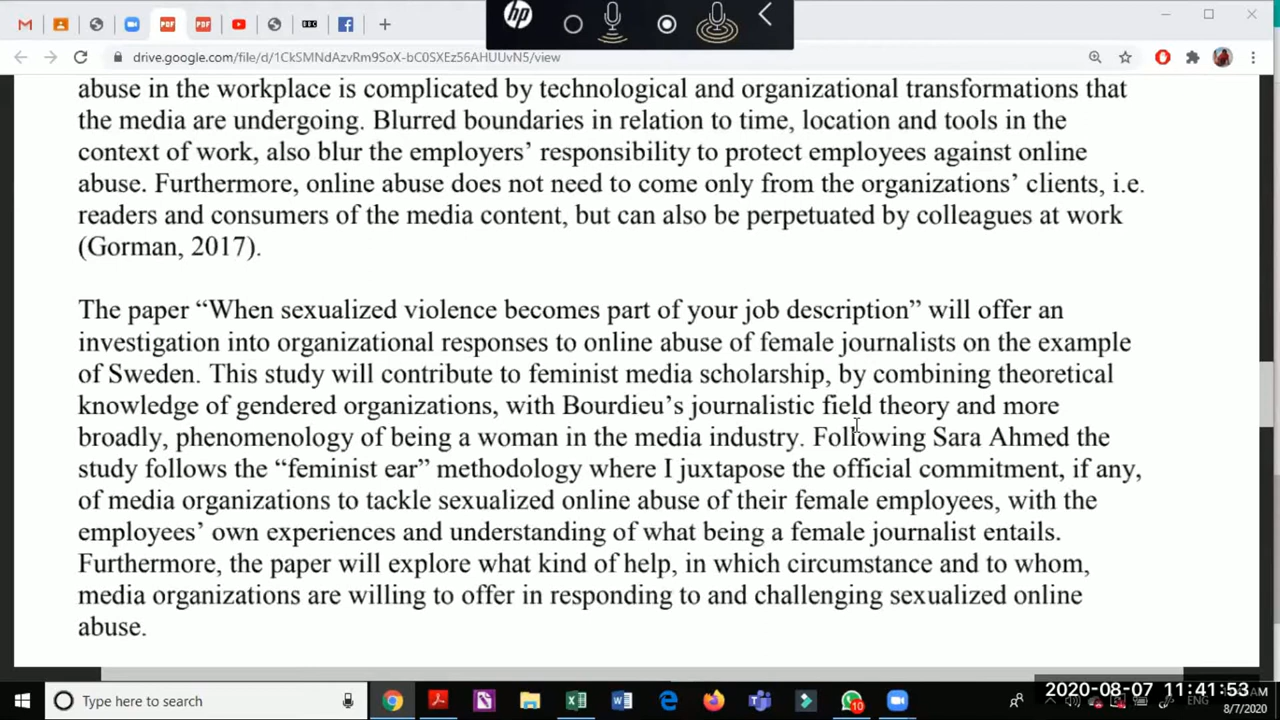 hp
drive.google.com/file/d/1CkSMNdAzvRm9SoX-bC0SXEz56AHUUvN5/view
abuse in the workplace is complicated by technological and organizational transformations that
the media are undergoing. Blurred boundaries in relation to time, location and tools in the
context of work, also blur the employers’ responsibility to protect employees against online
abuse. Furthermore, online abuse does not need to come only from the organizations’ clients, i.e.
readers and consumers of the media content, but can also be perpetuated by colleagues at work
(Gorman, 2017).
The paper “When sexualized violence becomes part of your job description” will offer an
investigation into organizational responses to online abuse of female journalists on the example
of Sweden. This study will contribute to feminist media scholarship, by combining theoretical
knowledge of gendered organizations, with Bourdieu’s journalistic field theory and more
broadly, phenomenology of being a woman in the media industry. Following Sara Ahmed the
study follows the “feminist ear” methodology where I juxtapose the official commitment, if any,
of media organizations to tackle sexualized online abuse of their female employees, with the
employees’ own experiences and understanding of what being a female journalist entails.
Furthermore, the paper will explore what kind of help, in which circumstance and to whom,
media organizations are willing to offer in responding to and challenging sexualized online
abuse.
Type here to search
10
2020-08-07 11:41:53
ENG
8/7/2020